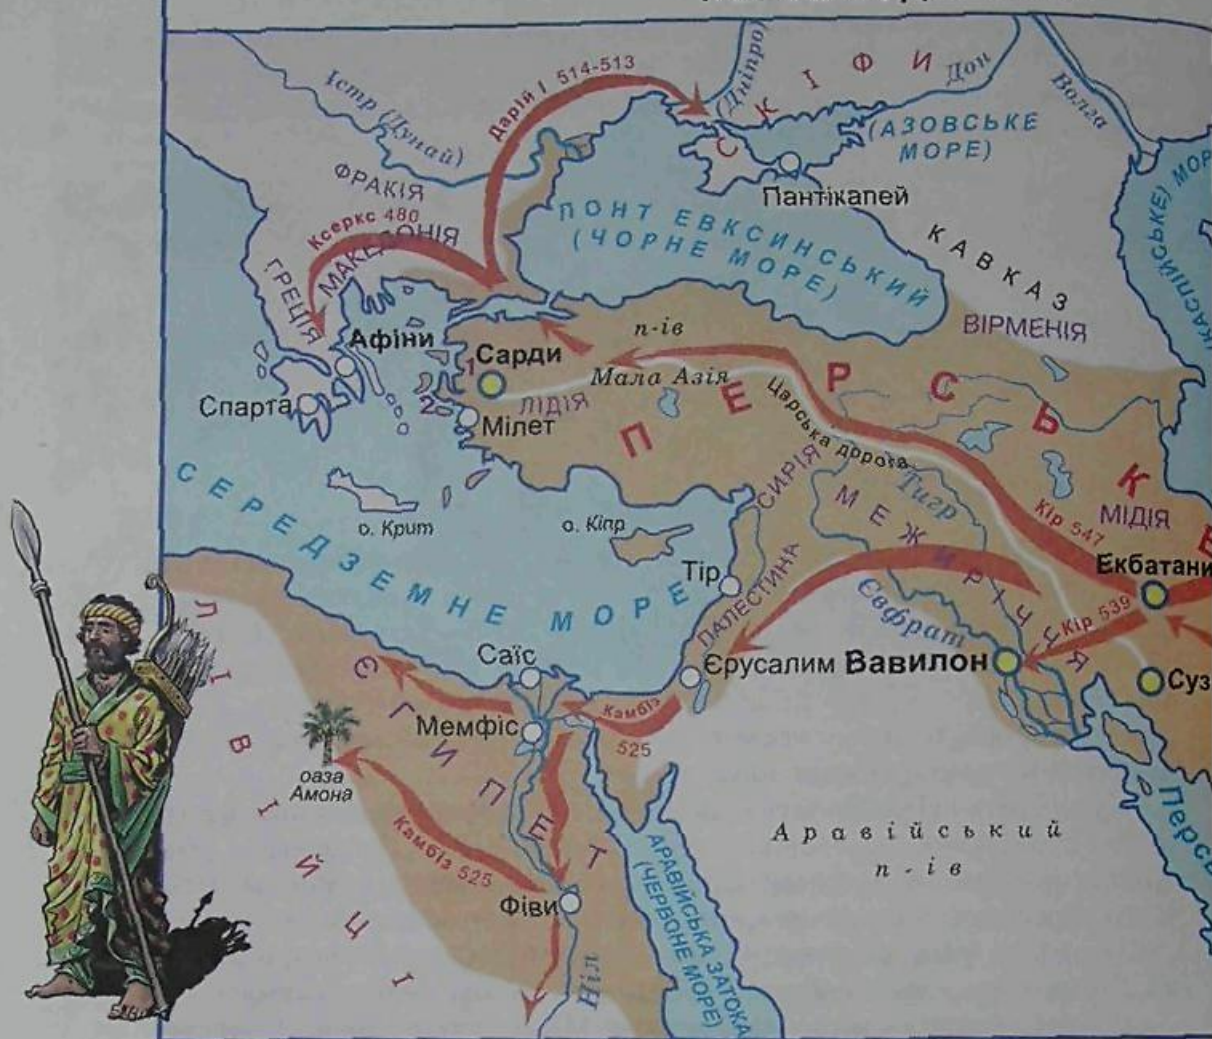 Дарій I 514-513
(Дніпро)
СКІФИ
Дон
Волга
Істр (Дунай)
(АЗОВСЬКЕ
МОРЕ)
ФРАКІЯ
Пантікапей
Ксеркс 480
МАКЕДОНІЯ
ГРЕЦІЯ
ПОНТ ЕВКСИНСЬКИЙ
(ЧОРНЕ МОРЕ)
КАВКАЗ
ВІРМЕНІЯ
Афіни
Сарди
1
п-ів
Мала Азія
Спарта
2
ЛІДІЯ
Мілет
Царська дорога
СИРІЯ
Тигр
МЕЖИРІЧЧЯ
Кір 547
МІДІЯ
Екбатани
СЕРЕДЗЕМНЕ МОРЕ
о. Крит
о. Кіпр
Тір
ПАЛЕСТИНА
Євфрат
Кір 539
Єрусалим
Вавилон
ЛІВІЙЦІ
Саїс
ЄГИПЕТ
Мемфіс
Камбіз
525
оаза
Амона
Камбіз 525
Фіви
Ніл
АРАВІЙСЬКА ЗАТОКА
(ЧЕРВОНЕ МОРЕ)
Аравійський
п-ів